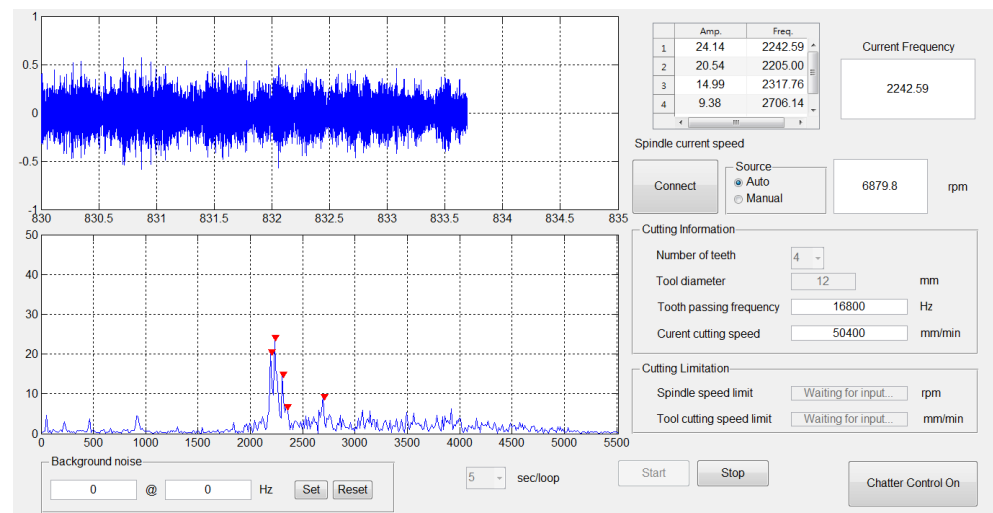 1
0.5
0
-0.5
-1
830 830.5 831 831.5 832 832.5 833 833.5 834 834.5 835
50
40
30
20
10
0
0 500 1000 1500 2000 2500 3000 3500 4000 4500 5000 5500
Amp. Freq.
1 24.14 2242.59
2 20.54 2205.00
3 14.99 2317.76
4 9.38 2706.14
Current Frequency
2242.59
Spindle current speed
Connect
Source
Auto
Manual
6879.8 rpm
Cutting Information
Number of teeth 4
Tool diameter 12 mm
Tooth passing frequency 16800 Hz
Curent cutting speed 50400 mm/min
Cutting Limitation
Spindle speed limit Waiting for input... rpm
Tool cutting speed limit Waiting for input... mm/min
Background noise
0 @ 0 Hz Set Reset
5 sec/loop
Start Stop
Chatter Control On